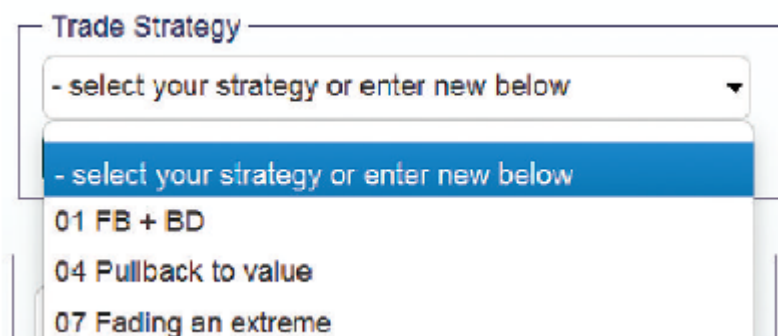 Trade Strategy
- select your strategy or enter new below
- select your strategy or enter new below
01 FB + BD
04 Pullback to value
07 Fading an extreme